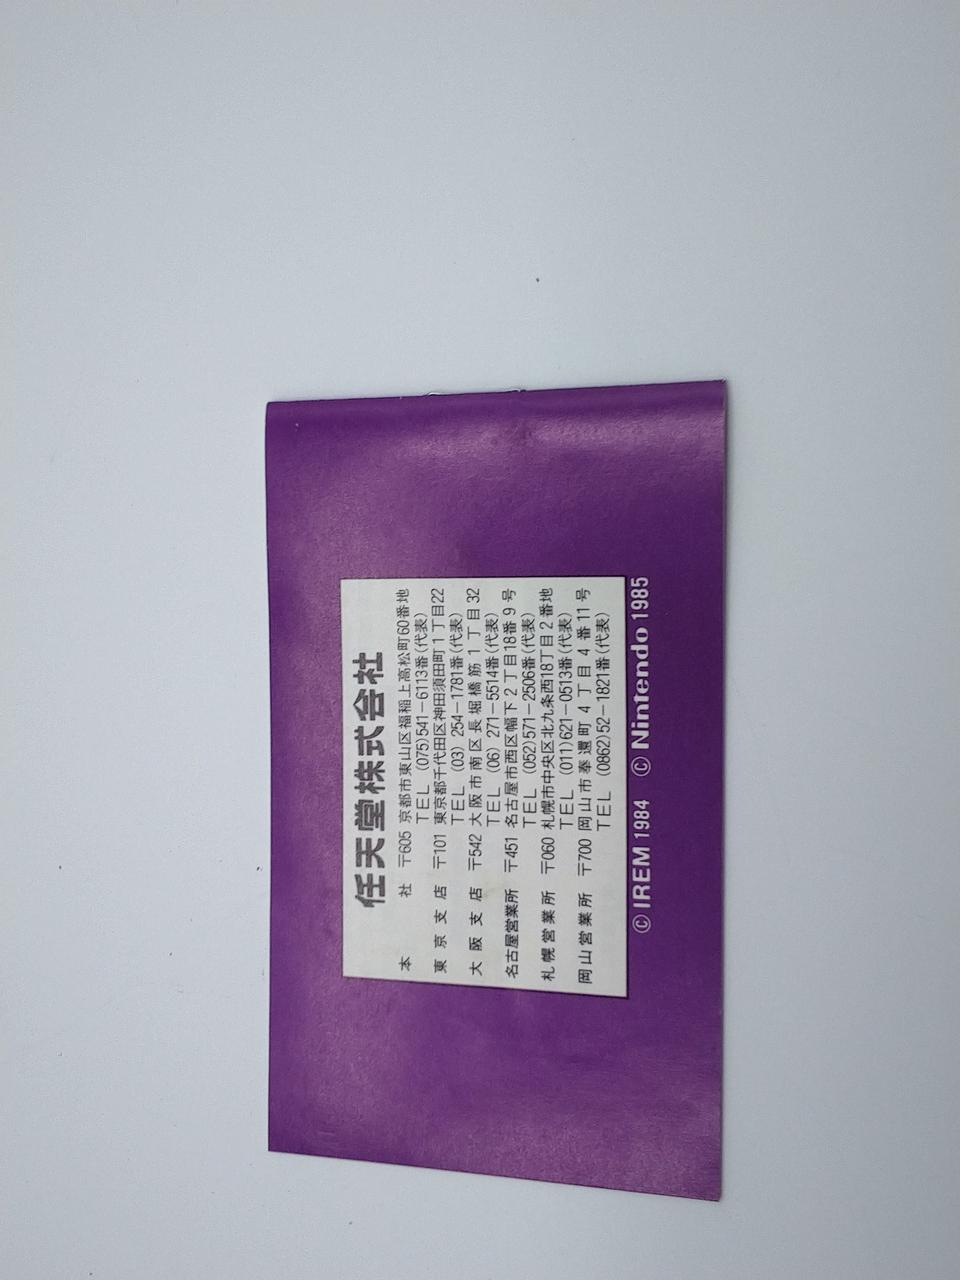 任天堂株式会社
本社 〒605 京都市東山区福稲上高松町60番地
TEL (075)541－6113番(代表)
東京支店 〒101 東京都千代田区神田須田町1丁目22
TEL (03) 254－1781番(代表)
大阪支店 〒542 大阪市南区長堀橋筋1丁目32
TEL (06) 271－5514番(代表)
名古屋営業所 〒451 名古屋市西区幅下2丁目18番9号
TEL (052)571－2506番(代表)
札幌営業所 〒060 札幌市中央区北九条西18丁目2番地
TEL (011)621－0513番(代表)
岡山営業所 〒700 岡山市奉還町4丁目4番11号
TEL (0862)52－1821番(代表)
© IREM 1984 © Nintendo 1985